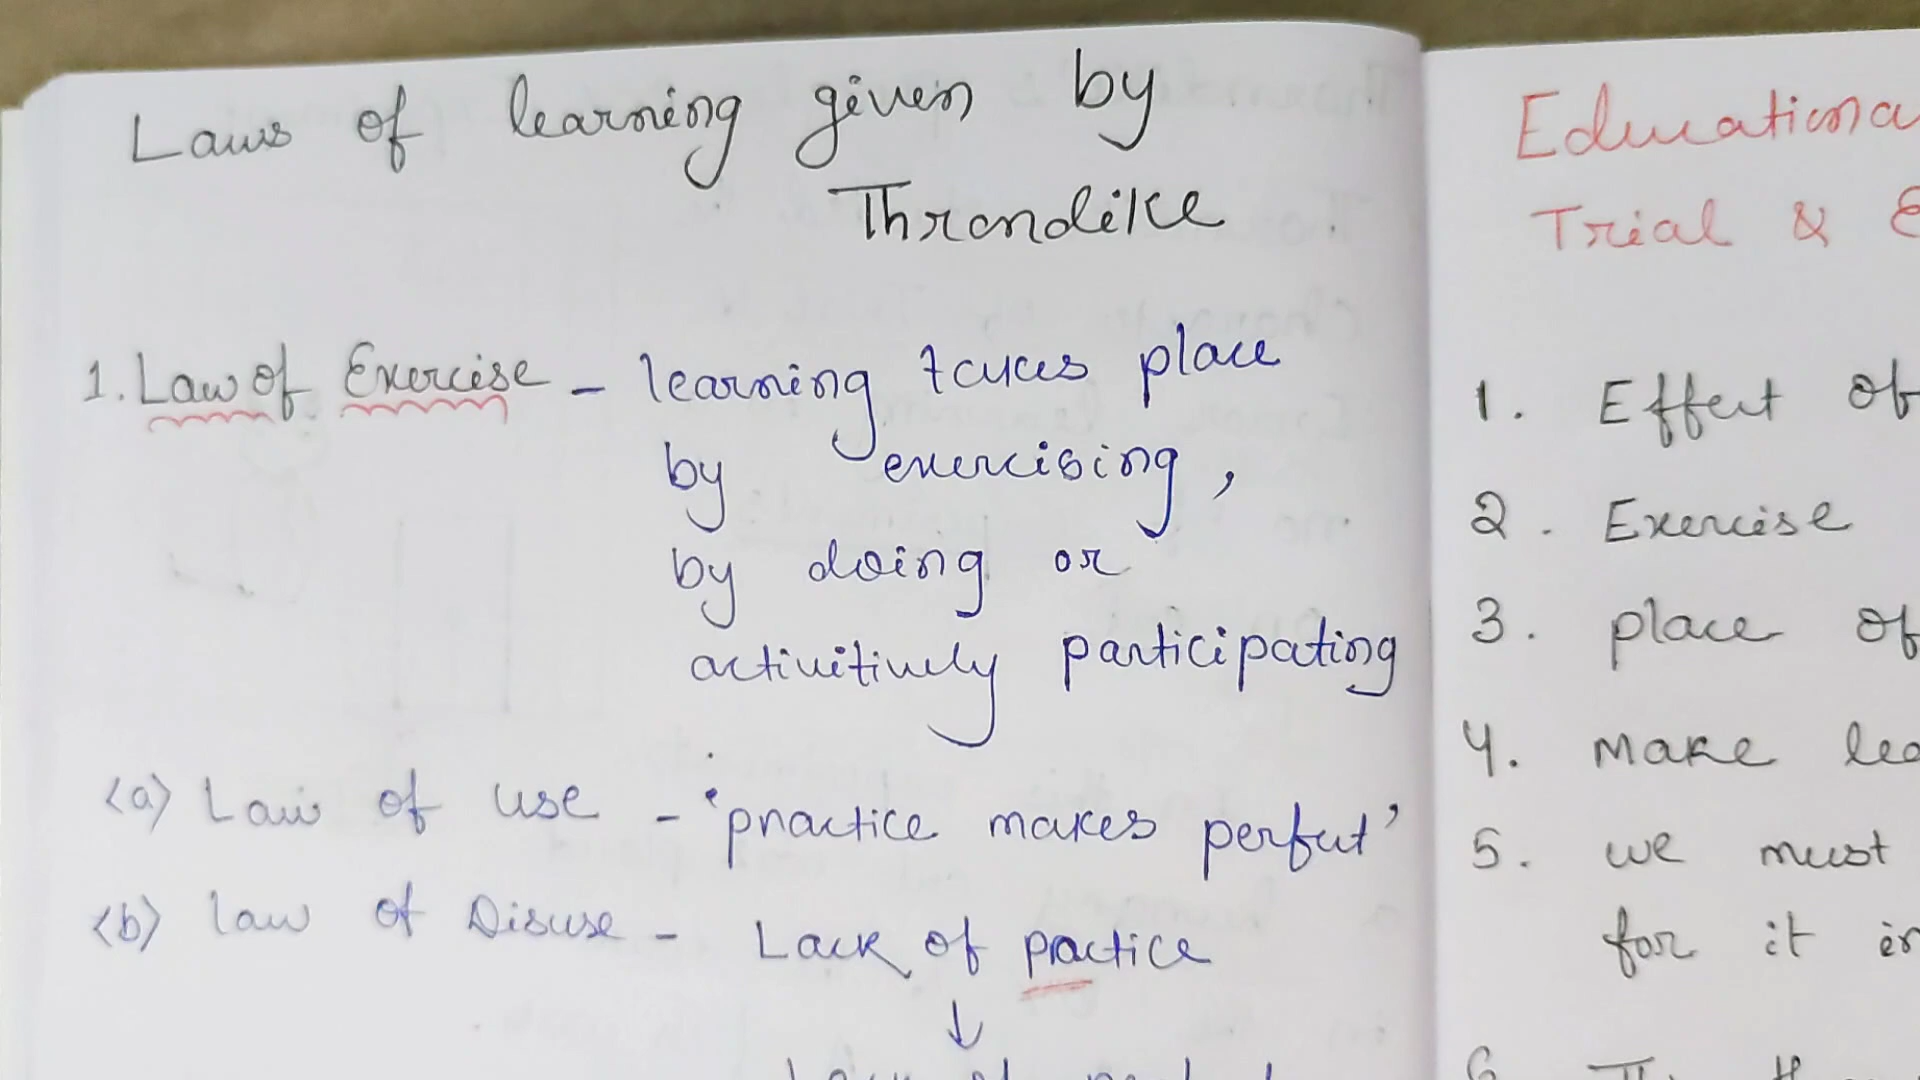 Laws of learning given by
Throndike
1. Law of Exercise - learning takes place
by exercising,
by doing or
activitively participating
(a) Law of use - 'practice makes perfect'
(b) law of Disuse - Lack of practice
↓
Educationa
Trial & E
1. Effect of
2. Exercise
3. place of
4. Make lea
5. we must
for it in
6.